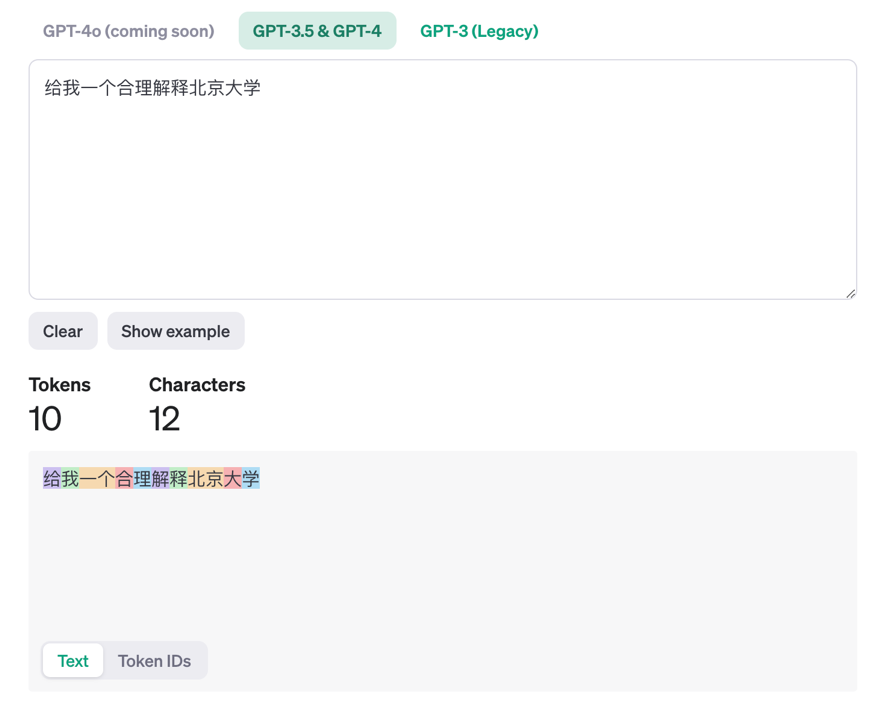 GPT-4o (coming soon) GPT-3.5 & GPT-4 GPT-3 (Legacy)
给我一个合理解释北京大学
Clear Show example
Tokens Characters
10 12
给我一个合理解释北京大学
Text Token IDs